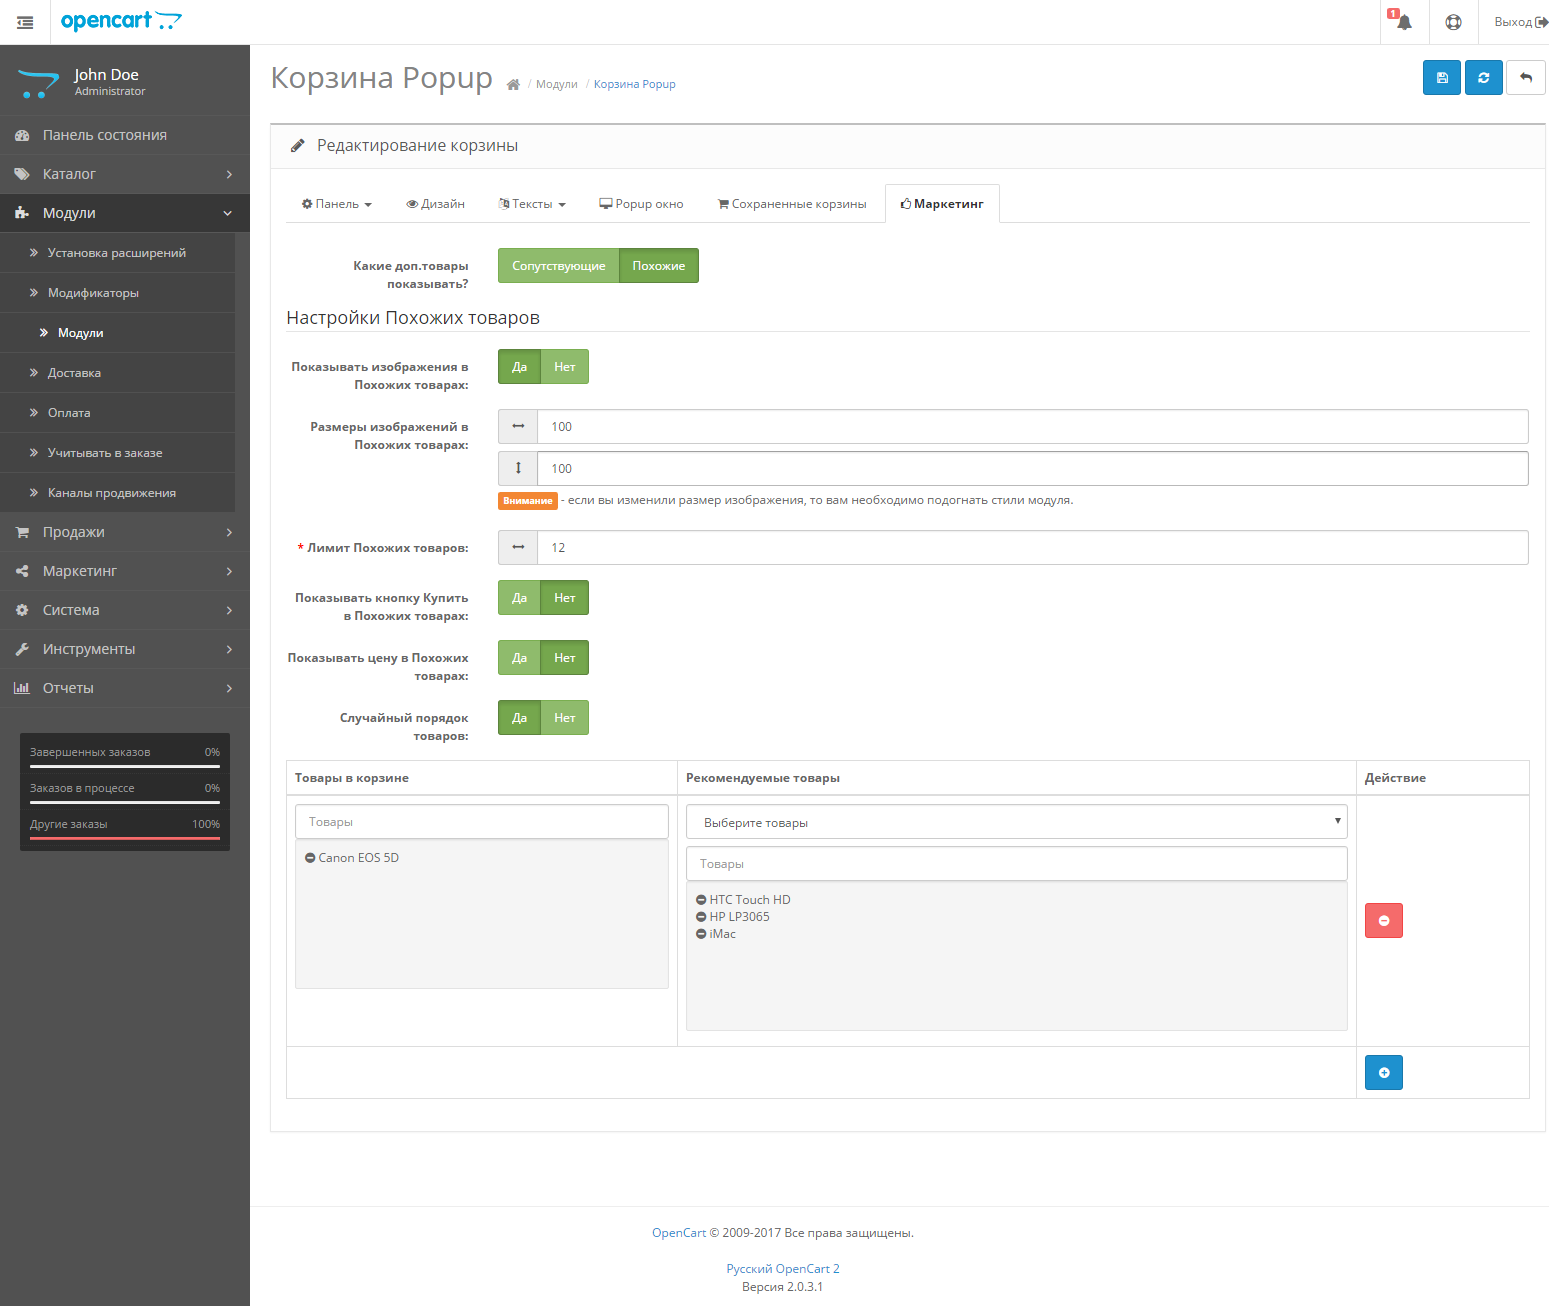 opencart
1
Выход
John Doe
Administrator
Панель состояния
Каталог
Модули
Установка расширений
Модификаторы
Модули
Доставка
Оплата
Учитывать в заказе
Каналы продвижения
Продажи
Маркетинг
Система
Инструменты
Отчеты
Завершенных заказов 0%
Заказов в процессе 0%
Другие заказы 100%
Корзина Popup
/ Модули / Корзина Popup
Редактирование корзины
Панель Дизайн Тексты Popup окно Сохраненные корзины Маркетинг
Какие доп.товары
показывать?
Сопутствующие Похожие
Настройки Похожих товаров
Показывать изображения в
Похожих товарах:
Да Нет
Размеры изображений в
Похожих товарах:
100
100
Внимание - если вы изменили размер изображения, то вам необходимо подогнать стили модуля.
* Лимит Похожих товаров:
12
Показывать кнопку Купить
в Похожих товарах:
Да Нет
Показывать цену в Похожих
товарах:
Да Нет
Случайный порядок
товаров:
Да Нет
Товары в корзине Рекомендуемые товары Действие
Товары
Canon EOS 5D
Выберите товары
Товары
HTC Touch HD
HP LP3065
iMac
OpenCart © 2009-2017 Все права защищены.
Русский OpenCart 2
Версия 2.0.3.1